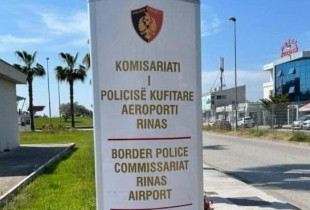 KOMISARIATI
I
POLICISË KUFITARE
AEROPORTI
RINAS
BORDER POLICE
COMMISSARIAT
RINAS
AIRPORT